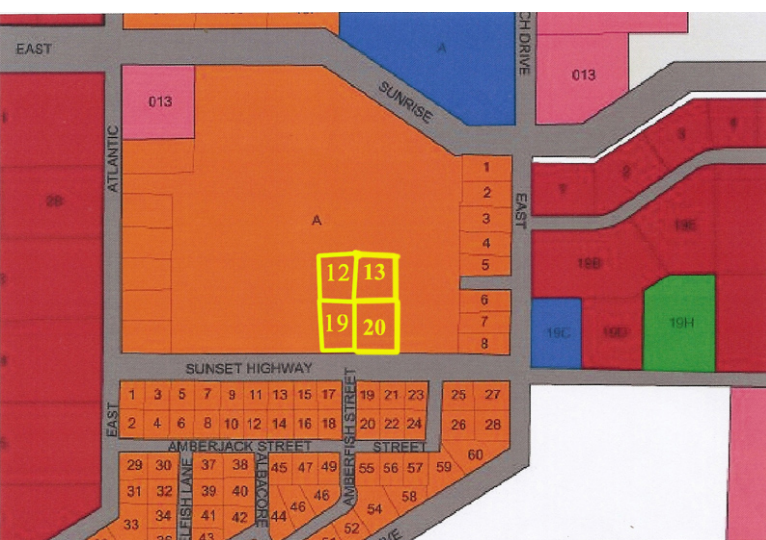 A
EAST
CH DRIVE
013
SUNRISE
013
ATLANTIC
2B
A
1
2
3
4
5
6
7
8
EAST
12 13
19 20
19E
18B
19C
19D
19H
SUNSET HIGHWAY
EAST
1 3 5 7 9 11 13 15 17
2 4 6 8 10 12 14 16 18
AMBERFISH STREET
19 21 23
20 22 24
25 27
26 28
AMBERJACK STREET
STREET
29 30
31 32
33 34
ELFISH LANE
37 38
39 40
41 42
43
ALBACORE
45 47 49
46 46
44
55 56 57 59 60
58
54
52